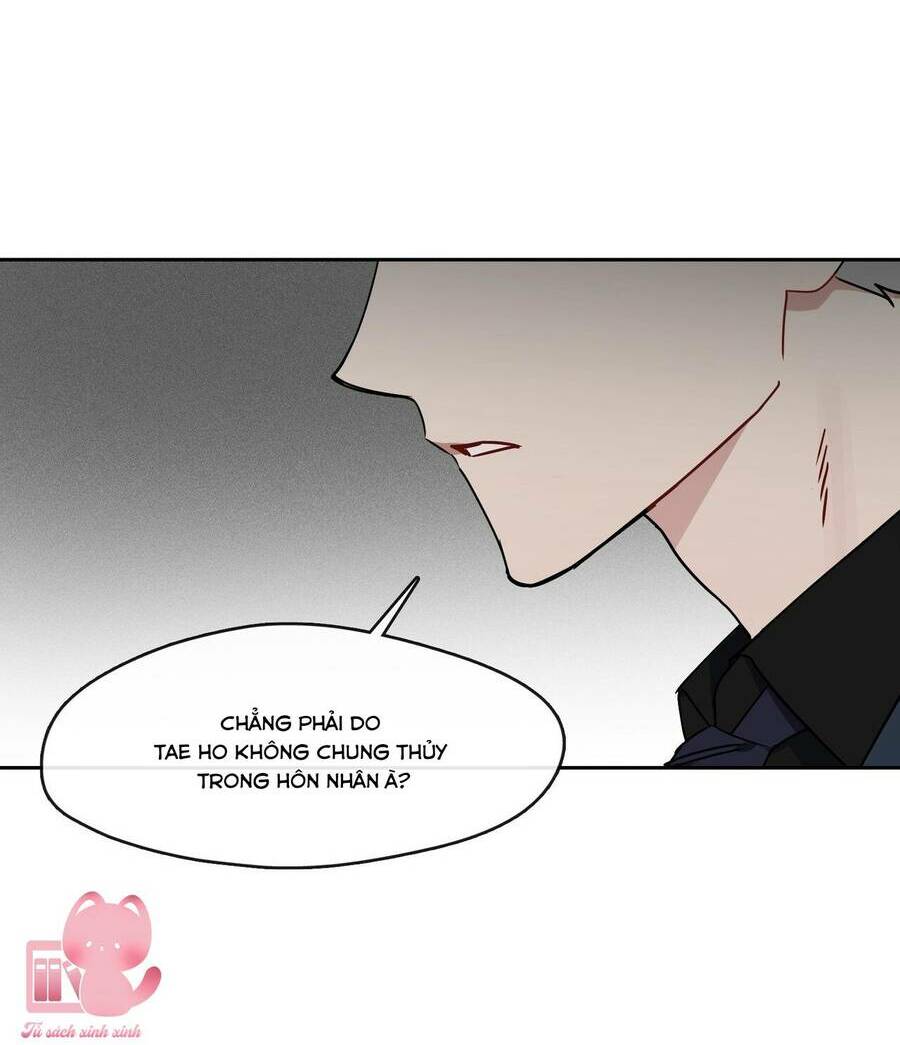 CHẲNG PHẢI DO
TAE HO KHÔNG CHUNG THỦY
TRONG HÔN NHÂN À?
Tủ sách xinh xinh